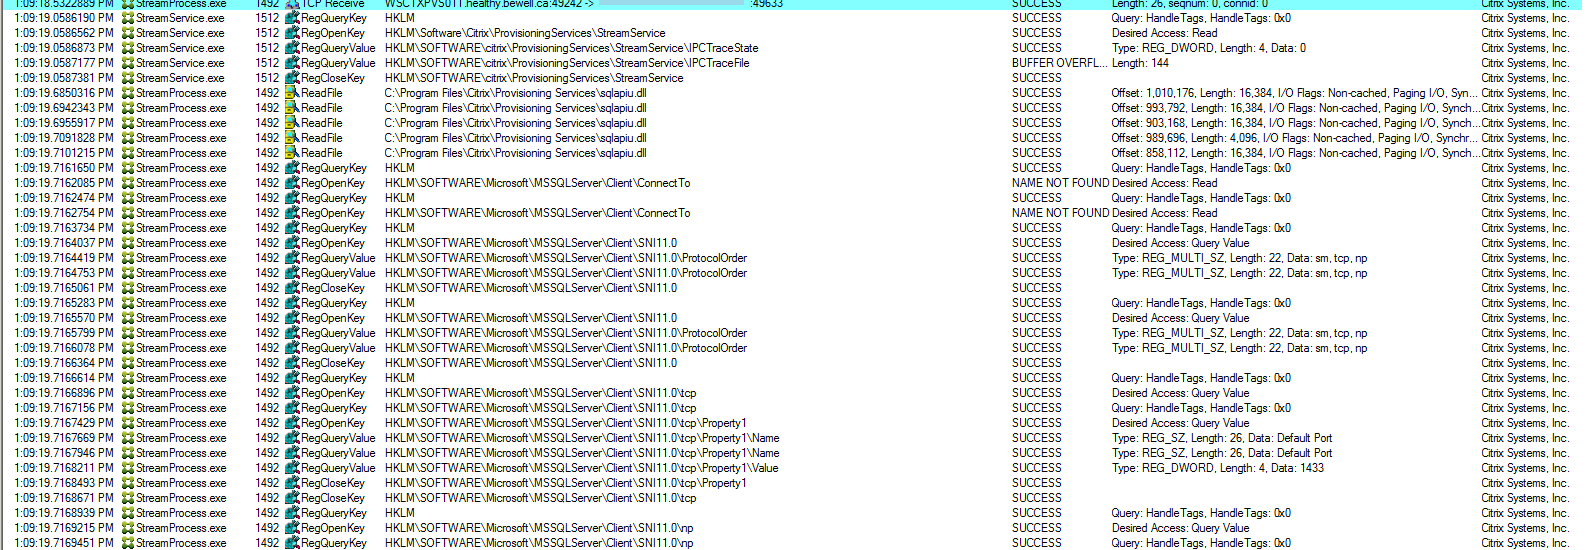 1:09:18.5322889 PM StreamProcess.exe 1492 TCP Receive WSCTXPVS011.healthy.bewell.ca:49242 -> :49633 SUCCESS Length: 26, seqnum: 0, connid: 0 Citrix Systems, Inc.
1:09:19.0586190 PM StreamService.exe 1512 RegQueryKey HKLM SUCCESS Query: HandleTags, HandleTags: 0x0 Citrix Systems, Inc.
1:09:19.0586562 PM StreamService.exe 1512 RegOpenKey HKLM\Software\Citrix\ProvisioningServices\StreamService SUCCESS Desired Access: Read Citrix Systems, Inc.
1:09:19.0586873 PM StreamService.exe 1512 RegQueryValue HKLM\SOFTWARE\citrix\ProvisioningServices\StreamService\IPCTraceState SUCCESS Type: REG_DWORD, Length: 4, Data: 0 Citrix Systems, Inc.
1:09:19.0587177 PM StreamService.exe 1512 RegQueryValue HKLM\SOFTWARE\citrix\ProvisioningServices\StreamService\IPCTraceFile BUFFER OVERFL... Length: 144 Citrix Systems, Inc.
1:09:19.0587381 PM StreamService.exe 1512 RegCloseKey HKLM\SOFTWARE\citrix\ProvisioningServices\StreamService SUCCESS Citrix Systems, Inc.
1:09:19.6850316 PM StreamProcess.exe 1492 ReadFile C:\Program Files\Citrix\Provisioning Services\sqlapiu.dll SUCCESS Offset: 1,010,176, Length: 16,384, I/O Flags: Non-cached, Paging I/O, Syn... Citrix Systems, Inc.
1:09:19.6942343 PM StreamProcess.exe 1492 ReadFile C:\Program Files\Citrix\Provisioning Services\sqlapiu.dll SUCCESS Offset: 993,792, Length: 16,384, I/O Flags: Non-cached, Paging I/O, Synch... Citrix Systems, Inc.
1:09:19.6955917 PM StreamProcess.exe 1492 ReadFile C:\Program Files\Citrix\Provisioning Services\sqlapiu.dll SUCCESS Offset: 903,168, Length: 16,384, I/O Flags: Non-cached, Paging I/O, Synch... Citrix Systems, Inc.
1:09:19.7091828 PM StreamProcess.exe 1492 ReadFile C:\Program Files\Citrix\Provisioning Services\sqlapiu.dll SUCCESS Offset: 989,696, Length: 4,096, I/O Flags: Non-cached, Paging I/O, Synchr... Citrix Systems, Inc.
1:09:19.7101215 PM StreamProcess.exe 1492 ReadFile C:\Program Files\Citrix\Provisioning Services\sqlapiu.dll SUCCESS Offset: 858,112, Length: 16,384, I/O Flags: Non-cached, Paging I/O, Synch... Citrix Systems, Inc.
1:09:19.7161650 PM StreamProcess.exe 1492 RegQueryKey HKLM SUCCESS Query: HandleTags, HandleTags: 0x0 Citrix Systems, Inc.
1:09:19.7162085 PM StreamProcess.exe 1492 RegOpenKey HKLM\SOFTWARE\Microsoft\MSSQLServer\Client\ConnectTo NAME NOT FOUND Desired Access: Read Citrix Systems, Inc.
1:09:19.7162474 PM StreamProcess.exe 1492 RegQueryKey HKLM SUCCESS Query: HandleTags, HandleTags: 0x0 Citrix Systems, Inc.
1:09:19.7162754 PM StreamProcess.exe 1492 RegOpenKey HKLM\SOFTWARE\Microsoft\MSSQLServer\Client\ConnectTo NAME NOT FOUND Desired Access: Read Citrix Systems, Inc.
1:09:19.7163734 PM StreamProcess.exe 1492 RegQueryKey HKLM SUCCESS Query: HandleTags, HandleTags: 0x0 Citrix Systems, Inc.
1:09:19.7164037 PM StreamProcess.exe 1492 RegOpenKey HKLM\SOFTWARE\Microsoft\MSSQLServer\Client\SNI11.0 SUCCESS Desired Access: Query Value Citrix Systems, Inc.
1:09:19.7164419 PM StreamProcess.exe 1492 RegQueryValue HKLM\SOFTWARE\Microsoft\MSSQLServer\Client\SNI11.0\ProtocolOrder SUCCESS Type: REG_MULTI_SZ, Length: 22, Data: sm, tcp, np Citrix Systems, Inc.
1:09:19.7164753 PM StreamProcess.exe 1492 RegQueryValue HKLM\SOFTWARE\Microsoft\MSSQLServer\Client\SNI11.0\ProtocolOrder SUCCESS Type: REG_MULTI_SZ, Length: 22, Data: sm, tcp, np Citrix Systems, Inc.
1:09:19.7165061 PM StreamProcess.exe 1492 RegCloseKey HKLM\SOFTWARE\Microsoft\MSSQLServer\Client\SNI11.0 SUCCESS Citrix Systems, Inc.
1:09:19.7165283 PM StreamProcess.exe 1492 RegQueryKey HKLM SUCCESS Query: HandleTags, HandleTags: 0x0 Citrix Systems, Inc.
1:09:19.7165570 PM StreamProcess.exe 1492 RegOpenKey HKLM\SOFTWARE\Microsoft\MSSQLServer\Client\SNI11.0 SUCCESS Desired Access: Query Value Citrix Systems, Inc.
1:09:19.7165799 PM StreamProcess.exe 1492 RegQueryValue HKLM\SOFTWARE\Microsoft\MSSQLServer\Client\SNI11.0\ProtocolOrder SUCCESS Type: REG_MULTI_SZ, Length: 22, Data: sm, tcp, np Citrix Systems, Inc.
1:09:19.7166078 PM StreamProcess.exe 1492 RegQueryValue HKLM\SOFTWARE\Microsoft\MSSQLServer\Client\SNI11.0\ProtocolOrder SUCCESS Type: REG_MULTI_SZ, Length: 22, Data: sm, tcp, np Citrix Systems, Inc.
1:09:19.7166364 PM StreamProcess.exe 1492 RegCloseKey HKLM\SOFTWARE\Microsoft\MSSQLServer\Client\SNI11.0 SUCCESS Citrix Systems, Inc.
1:09:19.7166614 PM StreamProcess.exe 1492 RegQueryKey HKLM SUCCESS Query: HandleTags, HandleTags: 0x0 Citrix Systems, Inc.
1:09:19.7166896 PM StreamProcess.exe 1492 RegOpenKey HKLM\SOFTWARE\Microsoft\MSSQLServer\Client\SNI11.0\tcp SUCCESS Desired Access: Query Value Citrix Systems, Inc.
1:09:19.7167156 PM StreamProcess.exe 1492 RegQueryKey HKLM\SOFTWARE\Microsoft\MSSQLServer\Client\SNI11.0\tcp SUCCESS Query: HandleTags, HandleTags: 0x0 Citrix Systems, Inc.
1:09:19.7167429 PM StreamProcess.exe 1492 RegOpenKey HKLM\SOFTWARE\Microsoft\MSSQLServer\Client\SNI11.0\tcp\Property1 SUCCESS Desired Access: Query Value Citrix Systems, Inc.
1:09:19.7167669 PM StreamProcess.exe 1492 RegQueryValue HKLM\SOFTWARE\Microsoft\MSSQLServer\Client\SNI11.0\tcp\Property1\Name SUCCESS Type: REG_SZ, Length: 26, Data: Default Port Citrix Systems, Inc.
1:09:19.7167946 PM StreamProcess.exe 1492 RegQueryValue HKLM\SOFTWARE\Microsoft\MSSQLServer\Client\SNI11.0\tcp\Property1\Name SUCCESS Type: REG_SZ, Length: 26, Data: Default Port Citrix Systems, Inc.
1:09:19.7168211 PM StreamProcess.exe 1492 RegQueryValue HKLM\SOFTWARE\Microsoft\MSSQLServer\Client\SNI11.0\tcp\Property1\Value SUCCESS Type: REG_DWORD, Length: 4, Data: 1433 Citrix Systems, Inc.
1:09:19.7168493 PM StreamProcess.exe 1492 RegCloseKey HKLM\SOFTWARE\Microsoft\MSSQLServer\Client\SNI11.0\tcp\Property1 SUCCESS Citrix Systems, Inc.
1:09:19.7168671 PM StreamProcess.exe 1492 RegCloseKey HKLM\SOFTWARE\Microsoft\MSSQLServer\Client\SNI11.0\tcp SUCCESS Citrix Systems, Inc.
1:09:19.7168939 PM StreamProcess.exe 1492 RegQueryKey HKLM SUCCESS Query: HandleTags, HandleTags: 0x0 Citrix Systems, Inc.
1:09:19.7169215 PM StreamProcess.exe 1492 RegOpenKey HKLM\SOFTWARE\Microsoft\MSSQLServer\Client\SNI11.0\np SUCCESS Desired Access: Query Value Citrix Systems, Inc.
1:09:19.7169451 PM StreamProcess.exe 1492 RegQueryKey HKLM\SOFTWARE\Microsoft\MSSQLServer\Client\SNI11.0\np SUCCESS Query: HandleTags, HandleTags: 0x0 Citrix Systems, Inc.